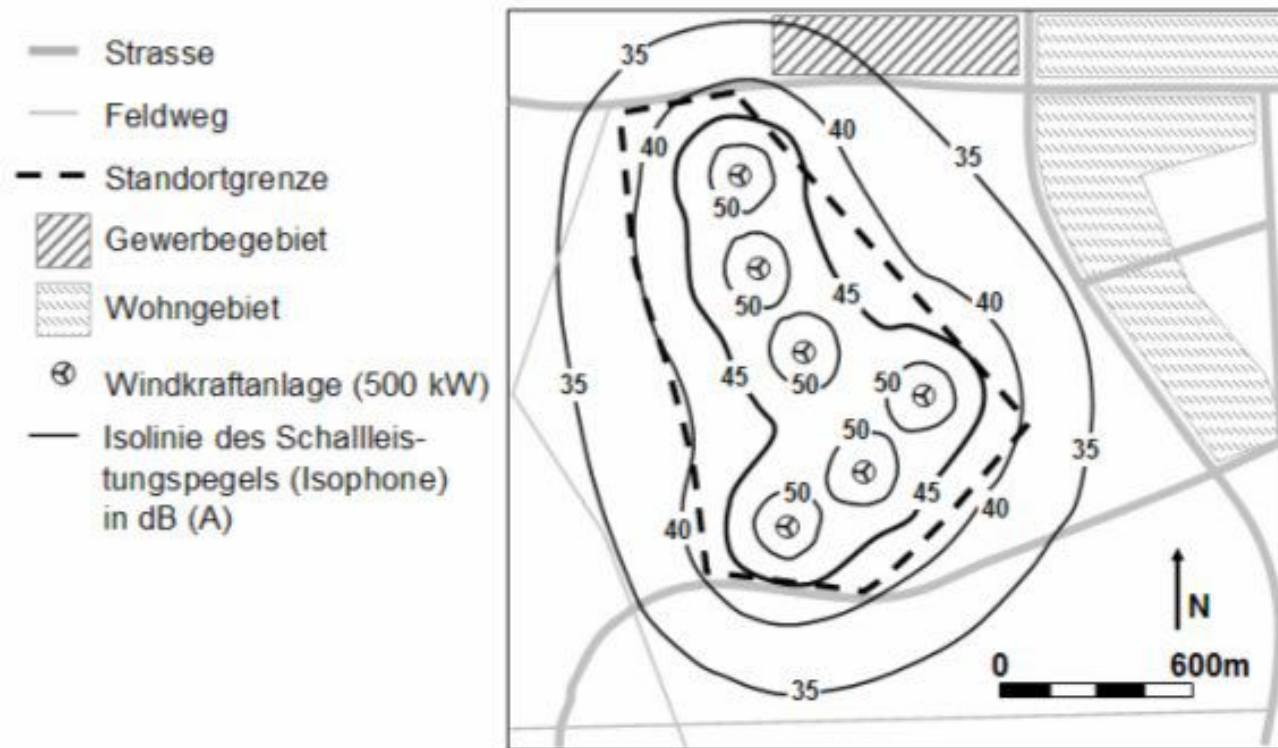 Strasse
Feldweg
Standortgrenze
Gewerbegebiet
Wohngebiet
Windkraftanlage (500 kW)
Isolinie des Schallleis-
tungspegels (Isophone)
in dB (A)
35
40
40
35
50
50
45
40
50
45
50
35
50
35
50
45
40
40
N
0 600m
35